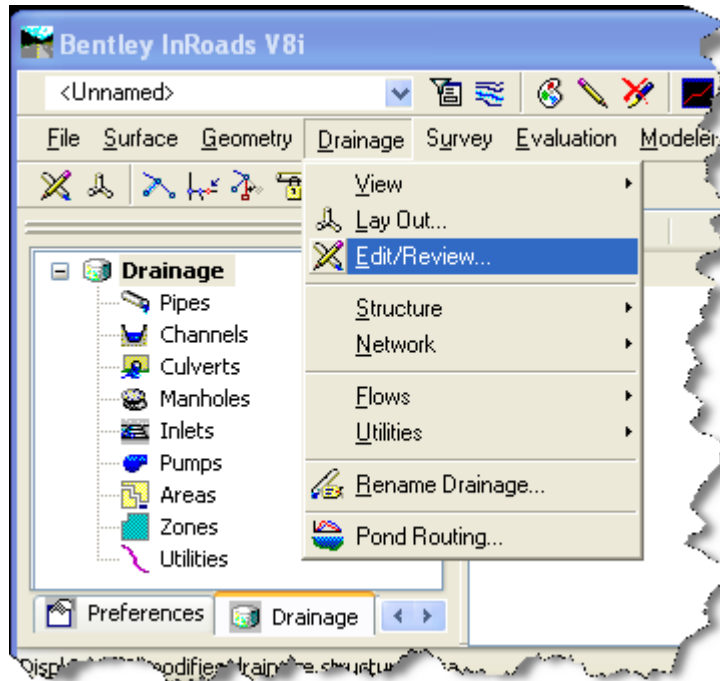 Bentley InRoads V8i
<Unnamed>
File Surface Geometry Drainage Survey Evaluation Modeler
View
Lay Out...
Edit/Review...
Structure
Network
Flows
Utilities
Rename Drainage...
Pond Routing...
Drainage
Pipes
Channels
Culverts
Manholes
Inlets
Pumps
Areas
Zones
Utilities
Preferences Drainage